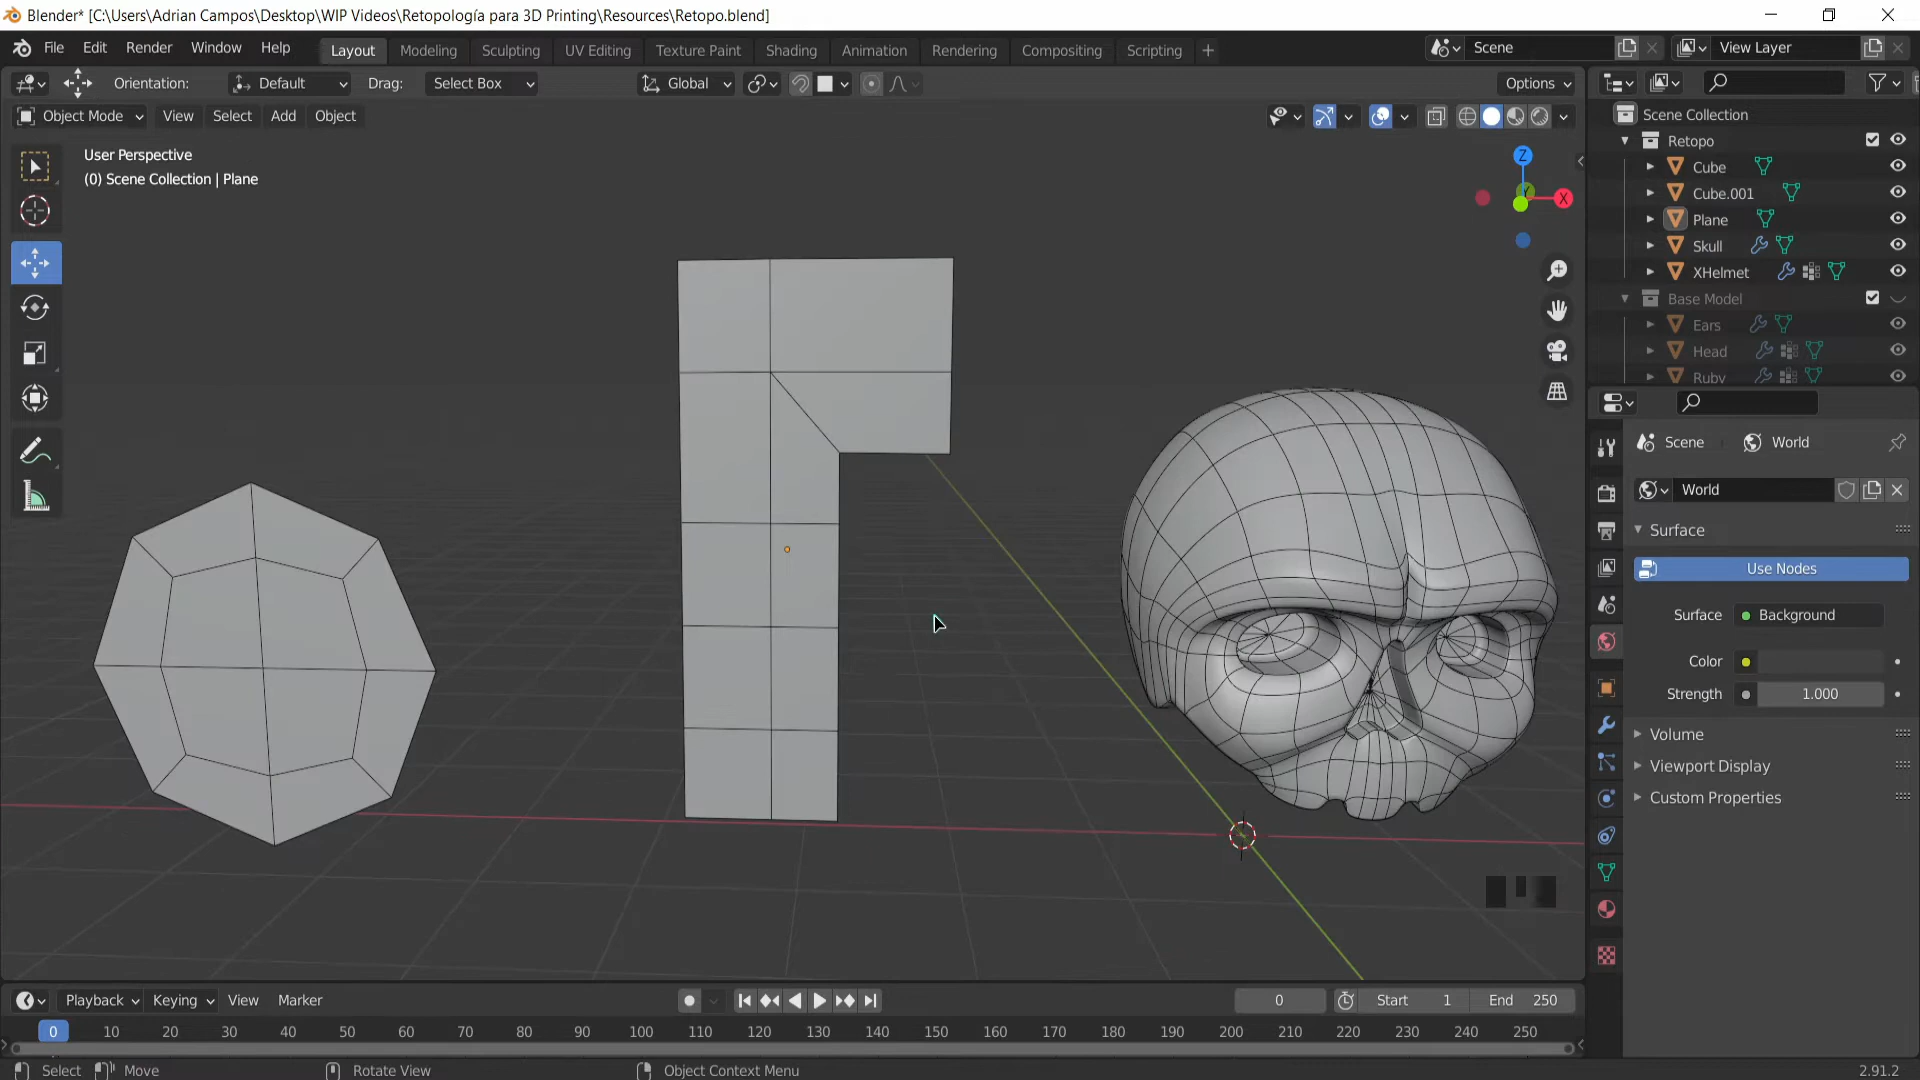 Blender* [C:\Users\Adrian Campos\Desktop\WIP Videos\Retopología para 3D Printing\Resources\Retopo.blend]
File Edit Render Window Help Layout Modeling Sculpting UV Editing Texture Paint Shading Animation Rendering Compositing Scripting + Scene View Layer
Orientation: Default Drag: Select Box Global Options
Object Mode View Select Add Object
User Perspective
(0) Scene Collection | Plane
Z
Y
X
Scene Collection
Retopo
Cube
Cube.001
Plane
Skull
XHelmet
Base Model
Ears
Head
Ruby
Scene World
World
Surface
Use Nodes
Surface Background
Color
Strength 1.000
Volume
Viewport Display
Custom Properties
Playback Keying View Marker 0 Start 1 End 250
0 10 20 30 40 50 60 70 80 90 100 110 120 130 140 150 160 170 180 190 200 210 220 230 240 250
Select Move Rotate View Object Context Menu 2.91.2